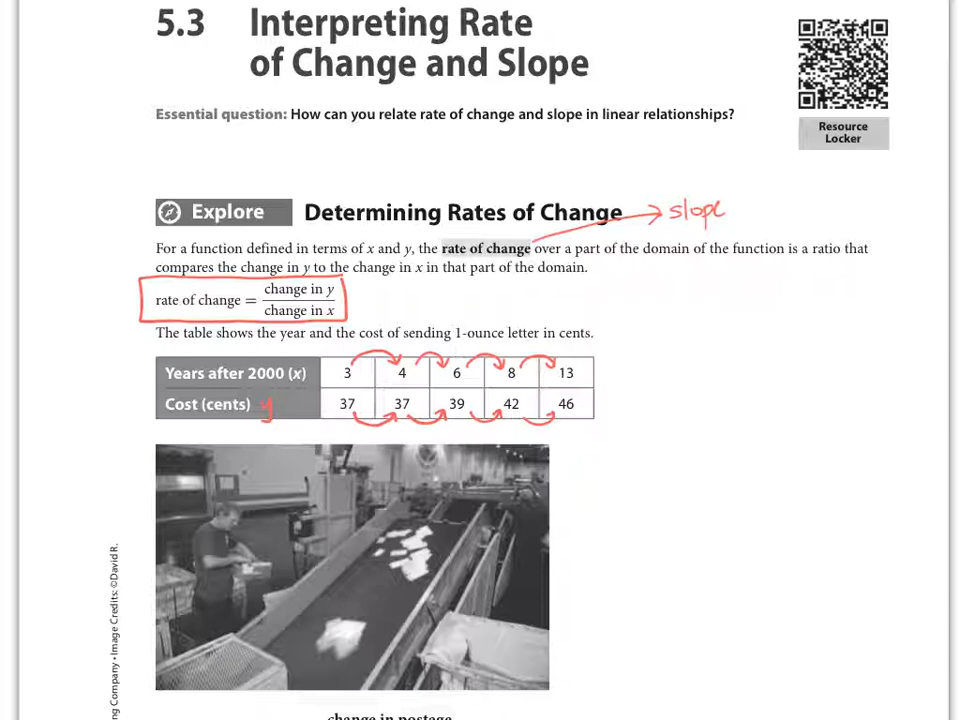 5.3 Interpreting Rate
of Change and Slope
Essential question: How can you relate rate of change and slope in linear relationships?
Resource
Locker
Explore Determining Rates of Change slope
For a function defined in terms of x and y, the rate of change over a part of the domain of the function is a ratio that
compares the change in y to the change in x in that part of the domain.
rate of change = change in y
change in x
The table shows the year and the cost of sending 1-ounce letter in cents.
Years after 2000 (x) 3 4 6 8 13
Cost (cents) y 37 37 39 42 46
ng Company • Image Credits: ©David R.
change in postage